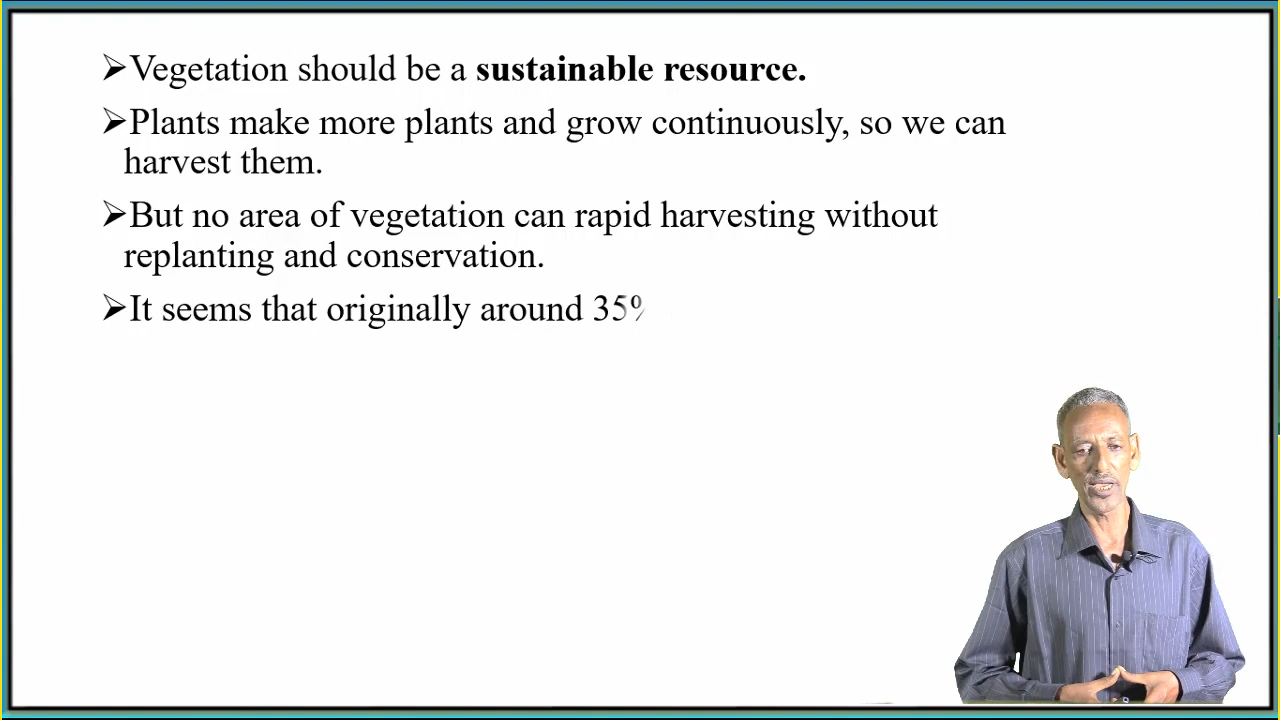 ➢Vegetation should be a sustainable resource.
➢Plants make more plants and grow continuously, so we can
harvest them.
➢But no area of vegetation can rapid harvesting without
replanting and conservation.
➢It seems that originally around 35%